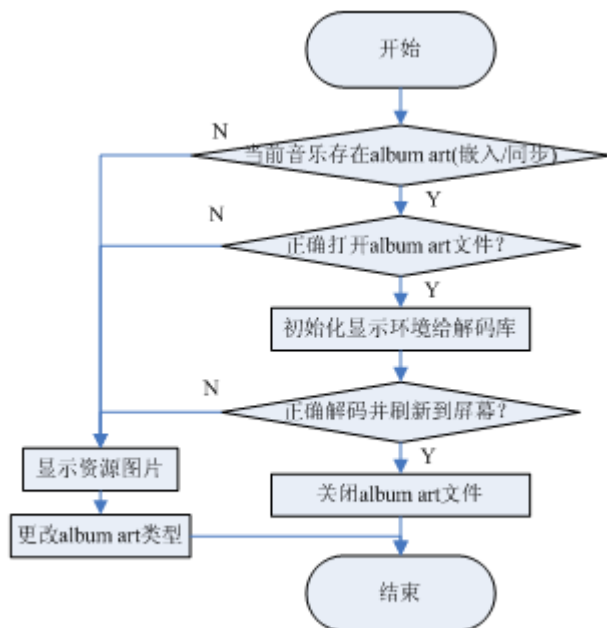 开始
N
当前音乐存在album art(嵌入/同步)
Y
N
正确打开album art文件?
Y
初始化显示环境给解码库
N
正确解码并刷新到屏幕?
Y
显示资源图片
关闭album art文件
更改album art类型
结束